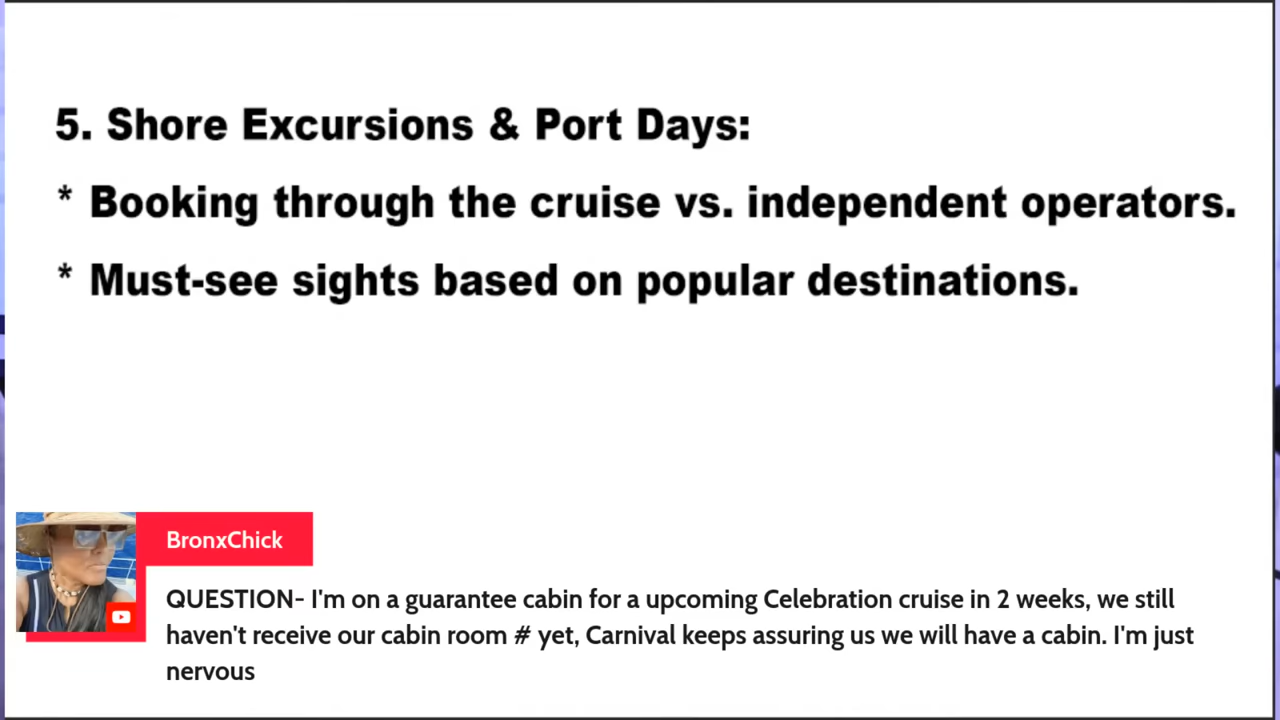 5. Shore Excursions & Port Days:
* Booking through the cruise vs. independent operators.
* Must-see sights based on popular destinations.
BronxChick
QUESTION- I'm on a guarantee cabin for a upcoming Celebration cruise in 2 weeks, we still
haven't receive our cabin room # yet, Carnival keeps assuring us we will have a cabin. I'm just
nervous